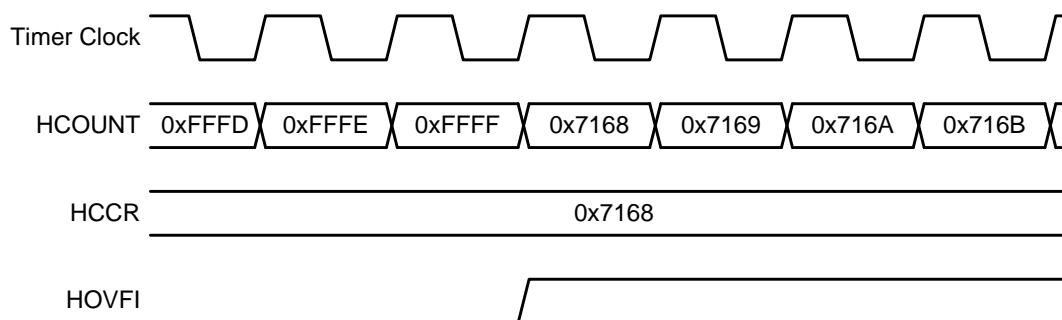 Timer Clock
HCOUNT 0xFFFD 0xFFFE 0xFFFF 0x7168 0x7169 0x716A 0x716B
HCCR 0x7168
HOVFI